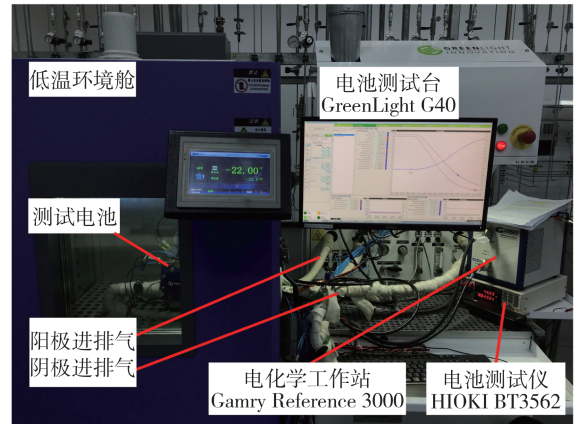 低温环境舱
电池测试台
GreenLight G40
GREENLIGHT
INNOVATION
-22.00
测试电池
阳极进排气
阴极进排气
电化学工作站
Gamry Reference 3000
电池测试仪
HIOKI BT3562